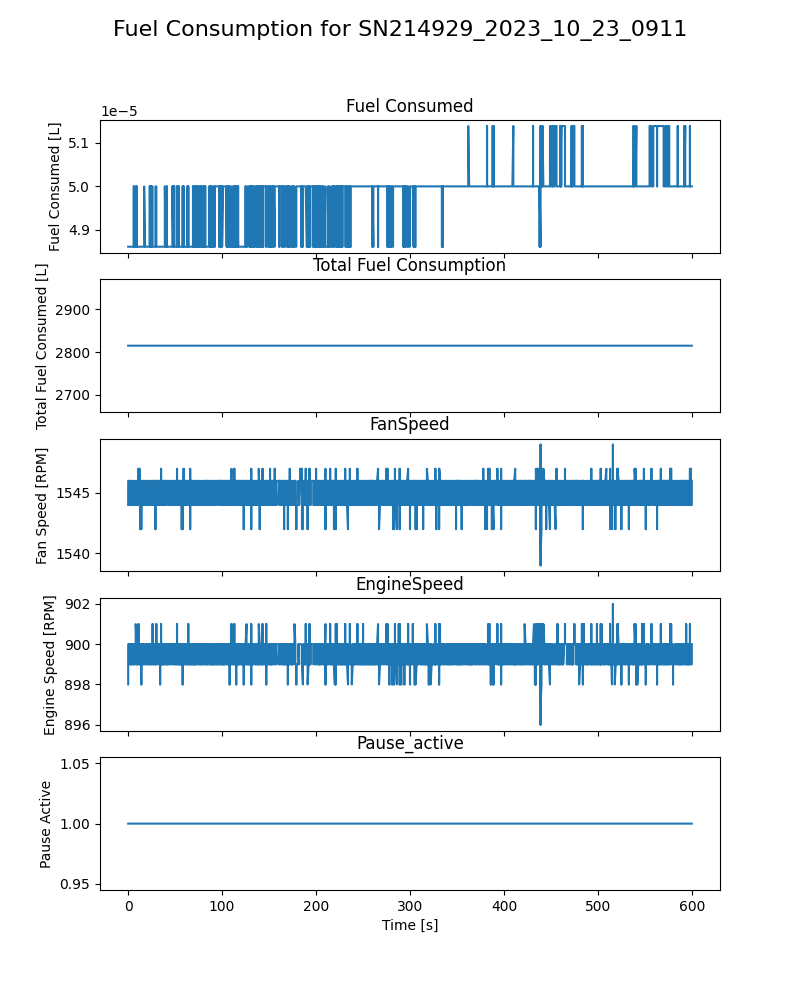 Fuel Consumption for SN214929_2023_10_23_0911
1e−5
Fuel Consumed
Fuel Consumed [L]
5.1
5.0
4.9
Total Fuel Consumption
Total Fuel Consumed [L]
2900
2800
2700
FanSpeed
Fan Speed [RPM]
1545
1540
EngineSpeed
Engine Speed [RPM]
902
900
898
896
Pause_active
Pause Active
1.05
1.00
0.95
0 100 200 300 400 500 600
Time [s]